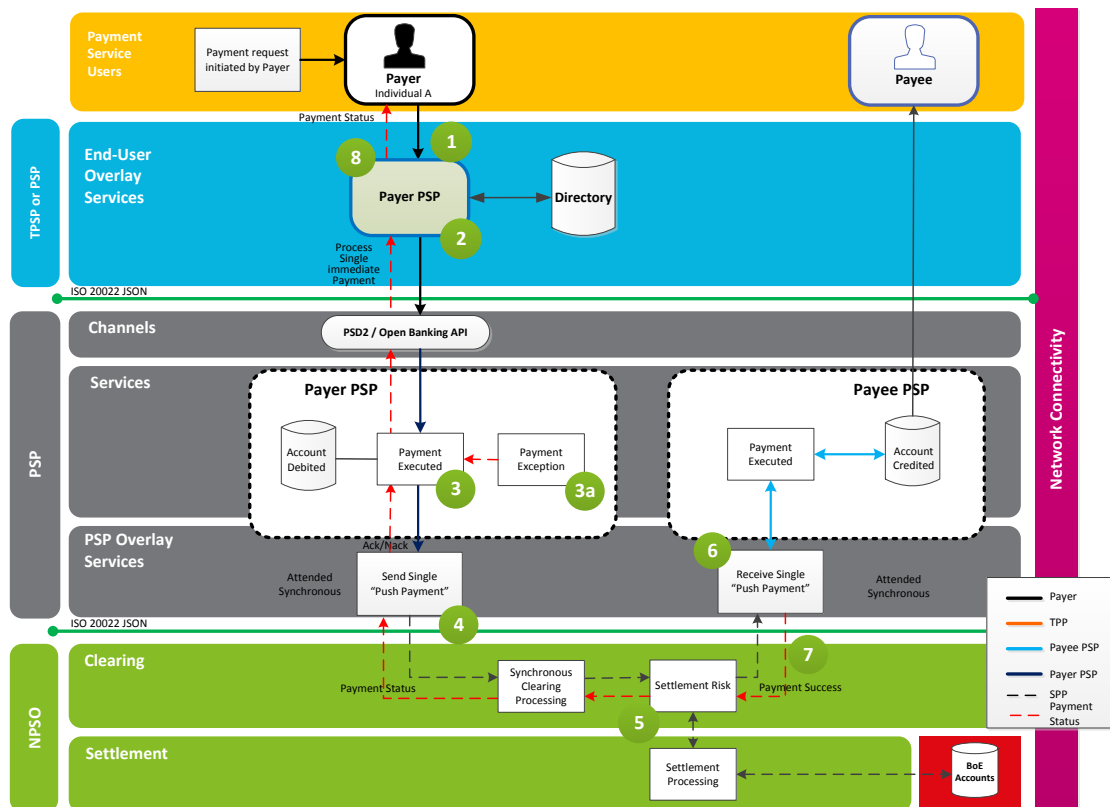 Payment
Service
Users
Payment request
initiated by Payer
Payer
Individual A
Payee
Payment Status
TPSP or PSP
End-User
Overlay
Services
1
8
Payer PSP
Directory
2
Process
Single
immediate
Payment
ISO 20022 JSON
Network Connectivity
PSP
Channels
PSD2 / Open Banking API
Services
Payer PSP
Payee PSP
Account
Debited
Payment
Executed
Payment
Exception
3
3a
Payment
Executed
Account
Credited
PSP Overlay
Services
Ack/Nack
6
Attended
Synchronous
Send Single
"Push Payment"
Receive Single
"Push Payment"
Attended
Synchronous
4
ISO 20022 JSON
Payer
TPP
Payee PSP
Payer PSP
SPP
Payment
Status
NPSO
Clearing
7
Synchronous
Clearing
Processing
Settlement Risk
Payment Status
Payment Success
5
Settlement
Settlement
Processing
BoE
Accounts